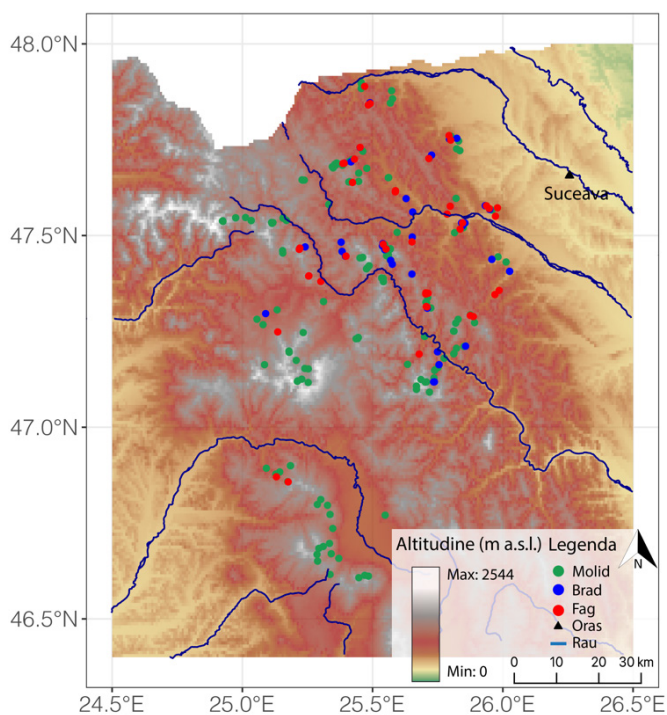 48.0°N
47.5°N
47.0°N
46.5°N
Suceava
Altitudine (m a.s.l.)
Max: 2544
Min: 0
Legenda
Molid
Brad
Fag
Oras
Rau
N
0 10 20 30 km
24.5°E 25.0°E 25.5°E 26.0°E 26.5°E